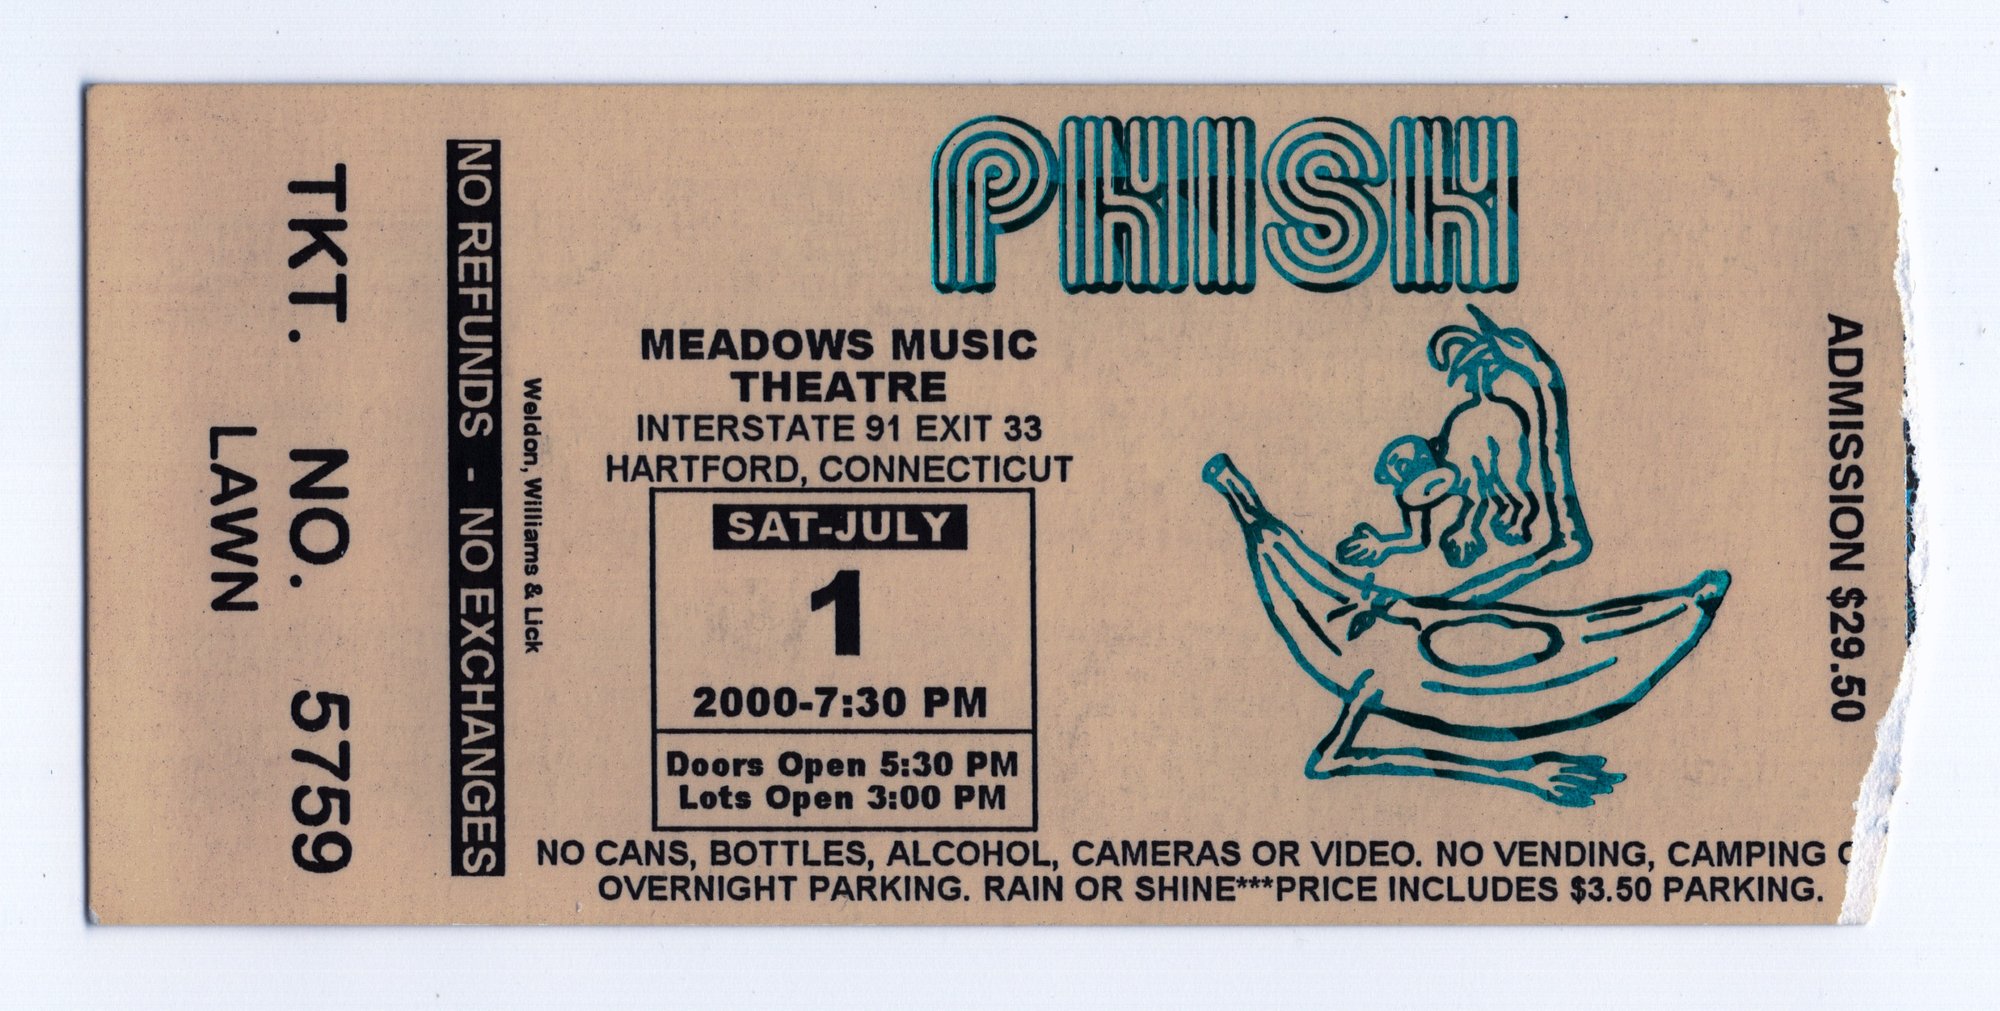 TKT. NO. 5759
LAWN
NO REFUNDS - NO EXCHANGES
Weldon, Williams & Lick
PHISH
MEADOWS MUSIC
THEATRE
INTERSTATE 91 EXIT 33
HARTFORD, CONNECTICUT
SAT-JULY
1
2000-7:30 PM
Doors Open 5:30 PM
Lots Open 3:00 PM
NO CANS, BOTTLES, ALCOHOL, CAMERAS OR VIDEO. NO VENDING, CAMPING
OVERNIGHT PARKING. RAIN OR SHINE***PRICE INCLUDES $3.50 PARKING.
ADMISSION $29.50